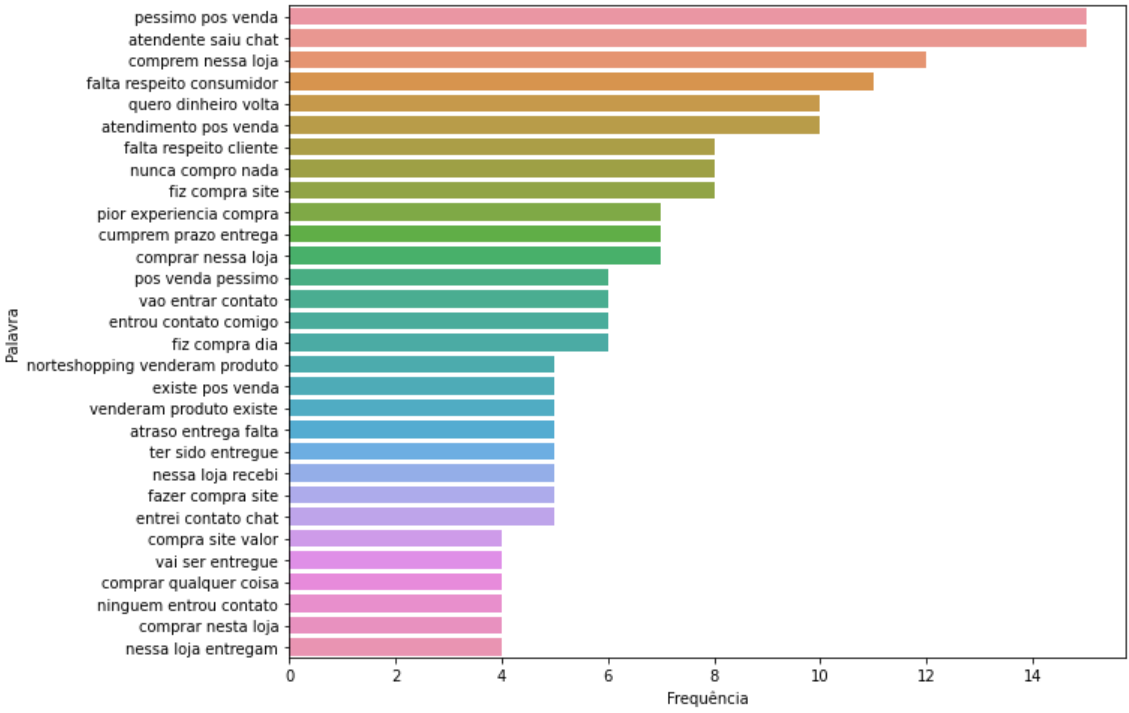 pessimo pos venda
atendente saiu chat
comprem nessa loja
falta respeito consumidor
quero dinheiro volta
atendimento pos venda
falta respeito cliente
nunca compro nada
fiz compra site
pior experiencia compra
cumprem prazo entrega
comprar nessa loja
pos venda pessimo
vao entrar contato
entrou contato comigo
fiz compra dia
norteshopping venderam produto
existe pos venda
venderam produto existe
atraso entrega falta
ter sido entregue
nessa loja recebi
fazer compra site
entrei contato chat
compra site valor
vai ser entregue
comprar qualquer coisa
ninguem entrou contato
comprar nesta loja
nessa loja entregam
Palavra
0 2 4 6 8 10 12 14
Frequência